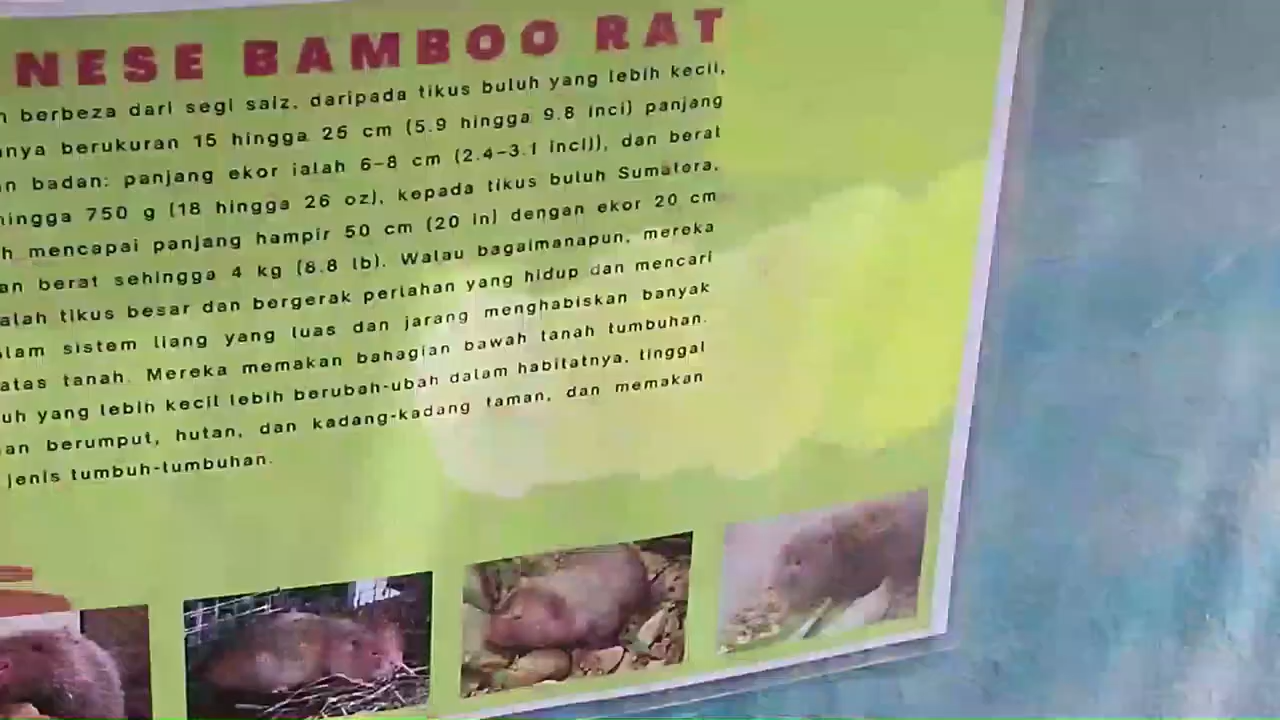 NESE BAMBOO RAT
berbeza dari segi saiz, daripada tikus buluh yang lebih kecil,
nya berukuran 15 hingga 25 cm (5.9 hingga 9.8 inci) panjang
n badan: panjang ekor ialah 6-8 cm (2.4-3.1 inci)), dan berat
hingga 750 g (18 hingga 26 oz), kepada tikus buluh Sumatera,
h mencapai panjang hampir 50 cm (20 in) dengan ekor 20 cm
an berat sehingga 4 kg (8.8 lb). Walau bagaimanapun, mereka
alah tikus besar dan bergerak perlahan yang hidup dan mencari
lam sistem liang yang luas dan jarang menghabiskan banyak
atas tanah. Mereka memakan bahagian bawah tanah tumbuhan.
uh yang lebih kecil lebih berubah-ubah dalam habitatnya, tinggal
an berumput, hutan, dan kadang-kadang taman, dan memakan
jenis tumbuh-tumbuhan.